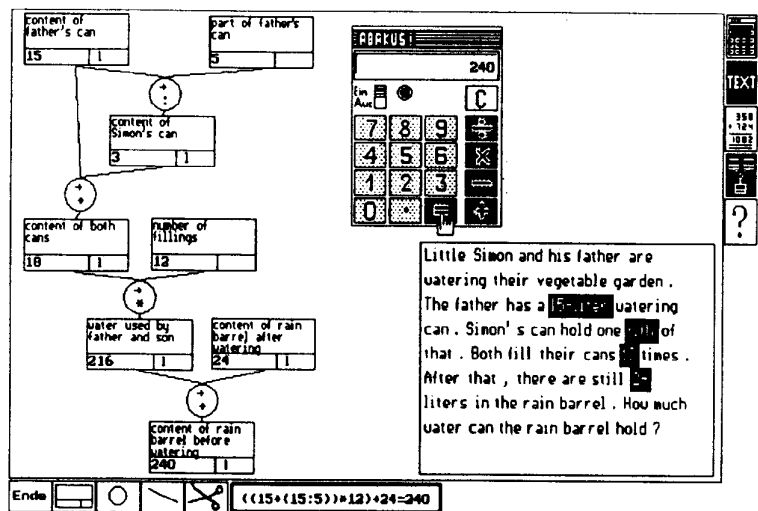 content of
father's can
15 1
part of father's
can
5
content of
Simon's can
3 1
content of both
cans
18 1
number of
fillings
12
*
water used by
father and son
216 1
content of rain
barrel after
watering
24 1
content of rain
barrel before
watering
240 1
ABAKUS
240
Ein
Aus
C
7 8 9 ÷
4 5 6 X
1 2 3 −
0 . = +
TEXT
358
+ 724
1082
?
Little Simon and his father are
watering their vegetable garden .
The father has a 15-liter watering
can . Simon' s can hold one of
that . Both fill their cans times .
After that , there are still
liters in the rain barrel . How much
water can the rain barrel hold ?
Ende
((15+(15:5))*12)+24=240